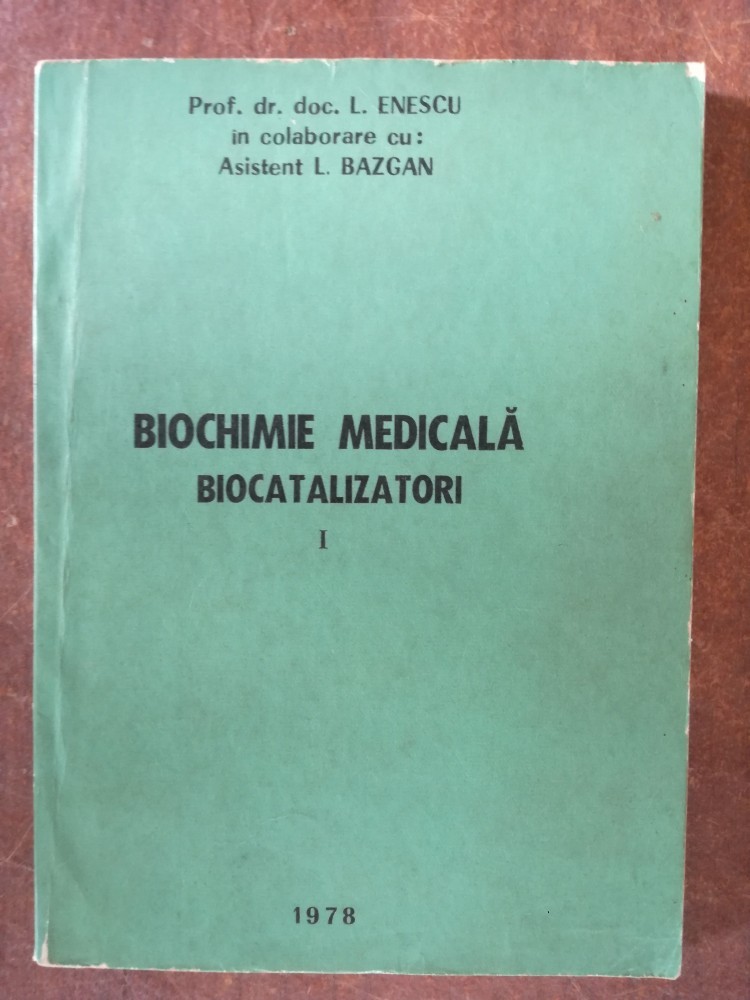 Prof. dr. doc. L. ENESCU
in colaborare cu:
Asistent L. BAZGAN
BIOCHIMIE MEDICALĂ
BIOCATALIZATORI
I
1978